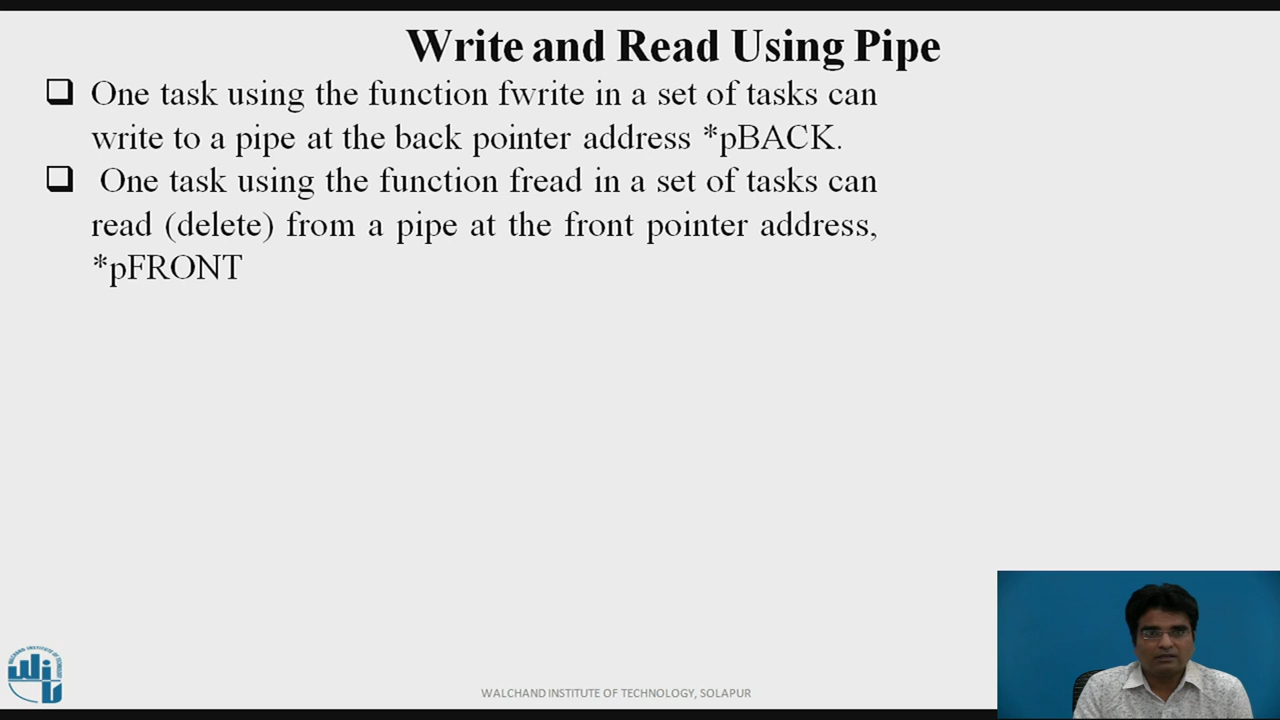 Write and Read Using Pipe
One task using the function fwrite in a set of tasks can
write to a pipe at the back pointer address *pBACK.
One task using the function fread in a set of tasks can
read (delete) from a pipe at the front pointer address,
*pFRONT
WALCHAND INSTITUTE OF TECHNOLOGY, SOLAPUR